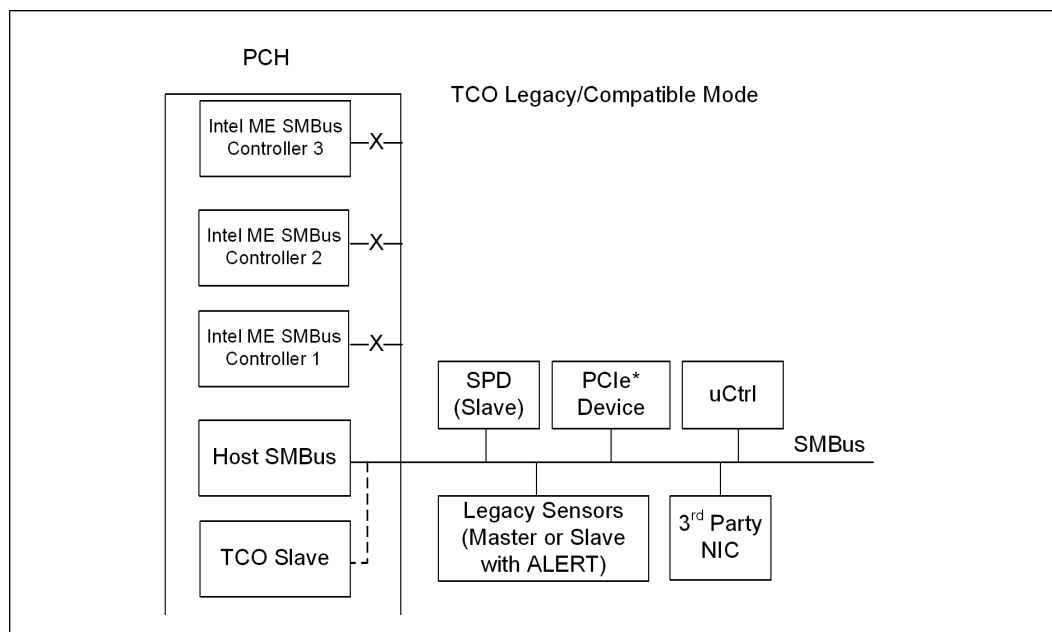 PCH
TCO Legacy/Compatible Mode
Intel ME SMBus
Controller 3
X
Intel ME SMBus
Controller 2
X
Intel ME SMBus
Controller 1
X
SPD
(Slave)
PCIe*
Device
uCtrl
Host SMBus
SMBus
Legacy Sensors
(Master or Slave
with ALERT)
3rd Party
NIC
TCO Slave